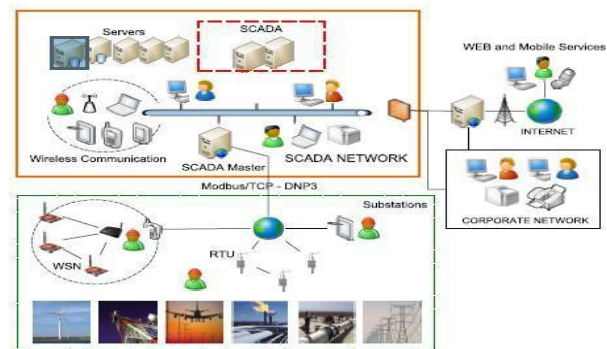 Servers
SCADA
WEB and Mobile Services
INTERNET
Wireless Communication
SCADA Master
SCADA NETWORK
Modbus/TCP - DNP3
CORPORATE NETWORK
Substations
WSN
RTU